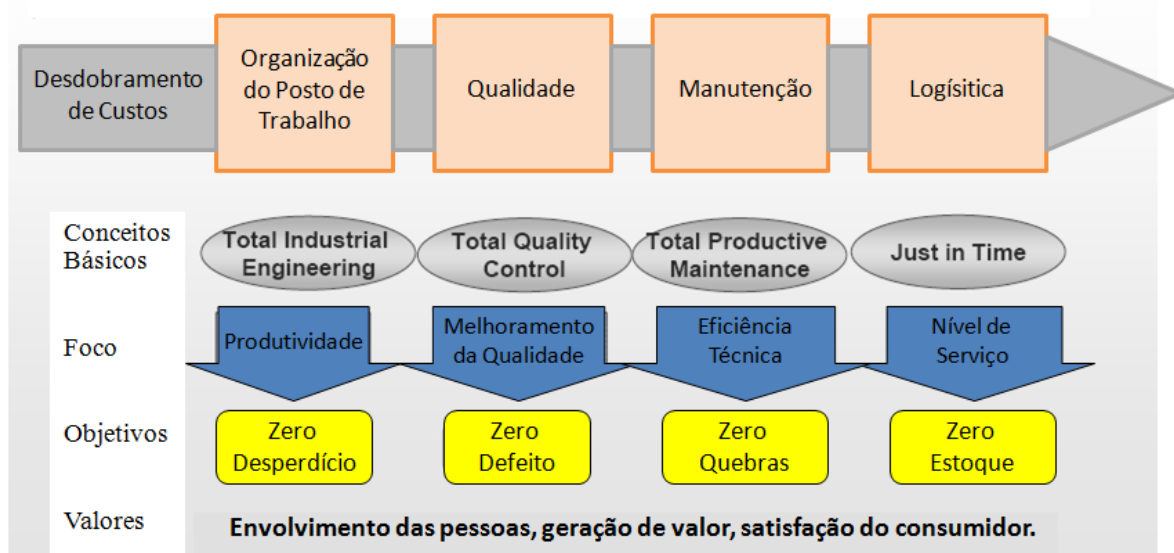 Desdobramento
de Custos
Organização
do Posto de
Trabalho
Qualidade
Manutenção
Logísitica
Conceitos
Básicos
Total Industrial
Engineering
Total Quality
Control
Total Productive
Maintenance
Just in Time
Foco
Produtividade
Melhoramento
da Qualidade
Eficiência
Técnica
Nível de
Serviço
Objetivos
Zero
Desperdício
Zero
Defeito
Zero
Quebras
Zero
Estoque
Valores
Envolvimento das pessoas, geração de valor, satisfação do consumidor.